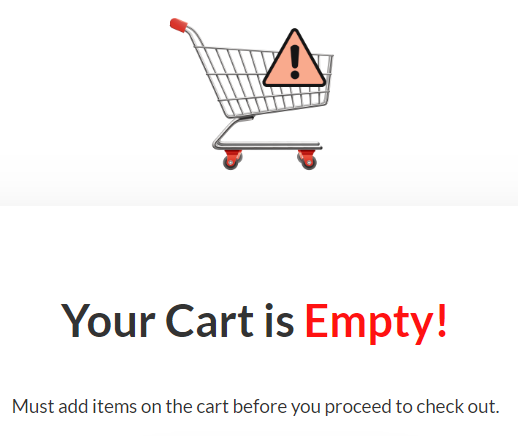 Your Cart is Empty!
Must add items on the cart before you proceed to check out.